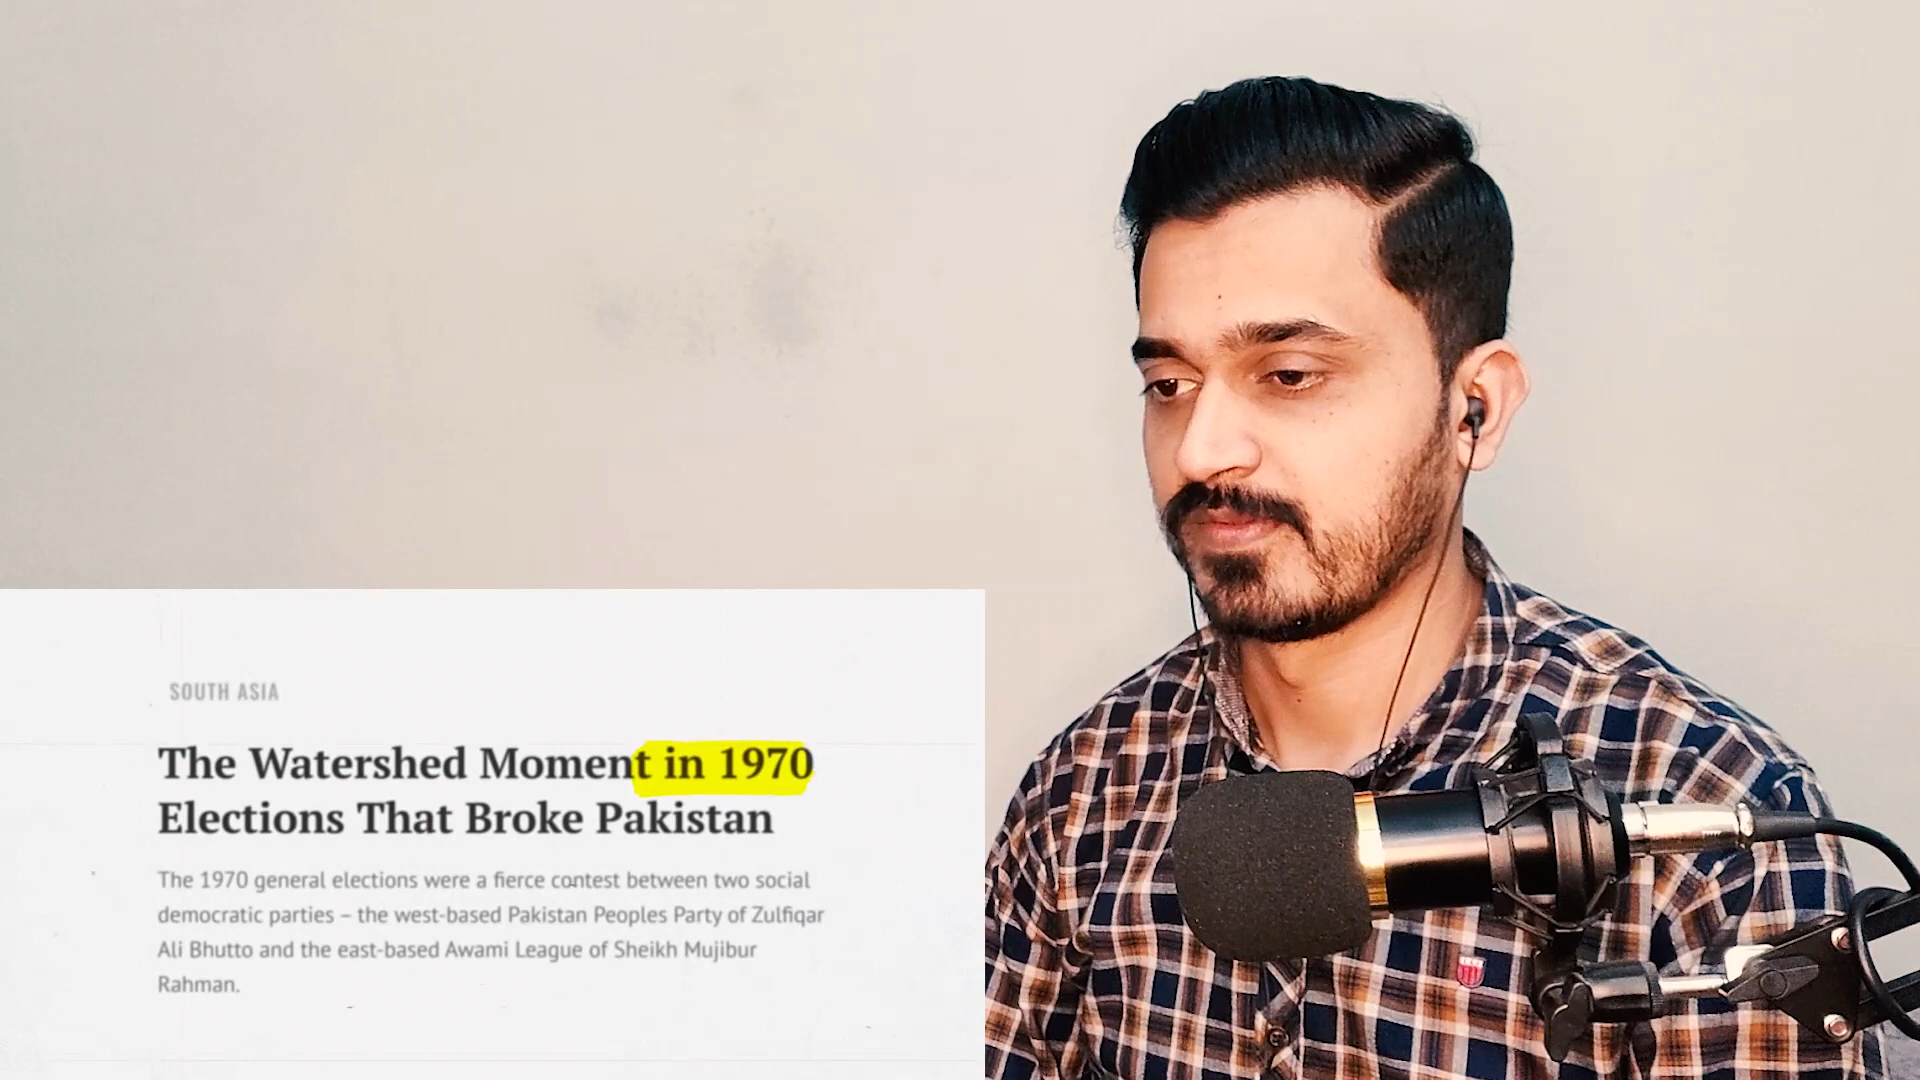 SOUTH ASIA
The Watershed Moment in 1970
Elections That Broke Pakistan
The 1970 general elections were a fierce contest between two social
democratic parties – the west-based Pakistan Peoples Party of Zulfiqar
Ali Bhutto and the east-based Awami League of Sheikh Mujibur
Rahman.